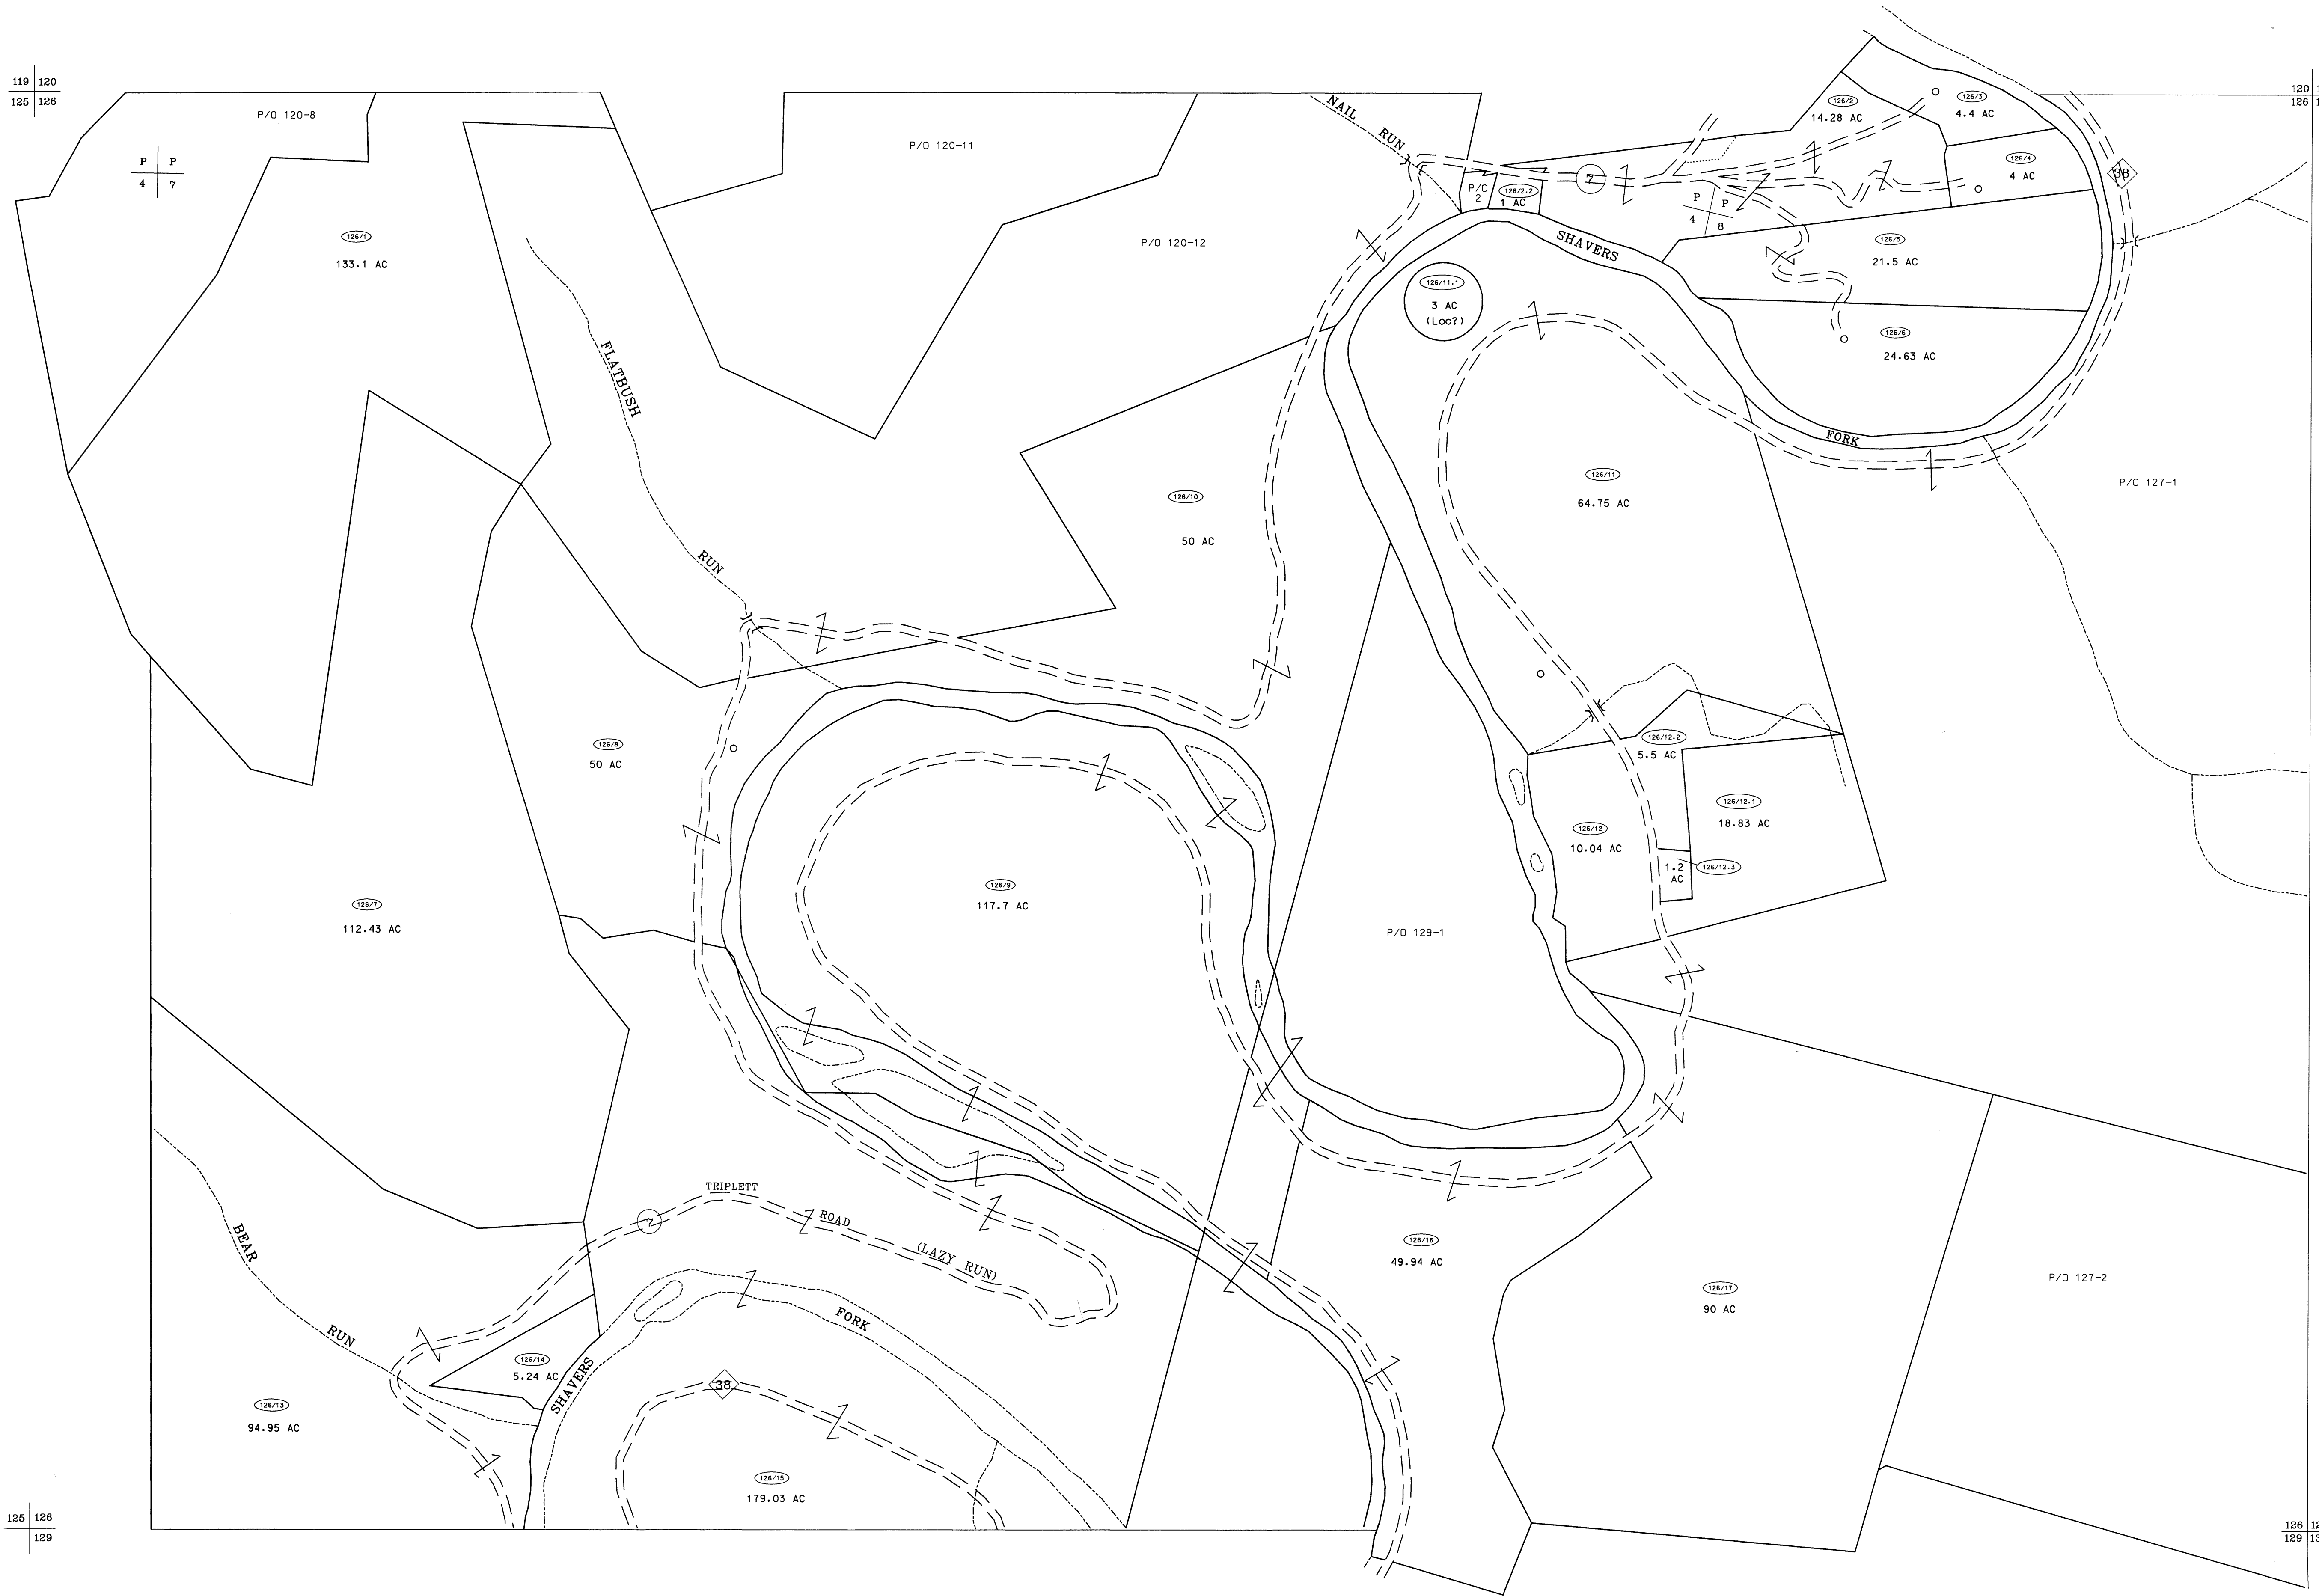 119 120
125 126
120
126
P/O 120-8
P P
4 7
126/1
133.1 AC
P/O 120-11
P/O 120-12
NAIL
RUN
126/2
14.28 AC
126/3
4.4 AC
126/4
4 AC
38
P/O
2
126/2.2
1 AC
2
P P
4 8
SHAVERS
126/5
21.5 AC
126/11.1
3 AC
(Loc?)
126/6
24.63 AC
FLATBUSH
RUN
FORK
126/10
50 AC
126/11
64.75 AC
P/O 127-1
126/8
50 AC
126/12.2
5.5 AC
126/12.1
18.83 AC
126/12
10.04 AC
1.2
AC
126/12.3
126/9
117.7 AC
126/7
112.43 AC
P/O 129-1
TRIPLETT
2
ROAD
(LAZY RUN)
BEAR
RUN
126/16
49.94 AC
126/17
90 AC
P/O 127-2
FORK
126/14
5.24 AC
SHAVERS
38
126/13
94.95 AC
126/15
179.03 AC
125 126
129
126
129